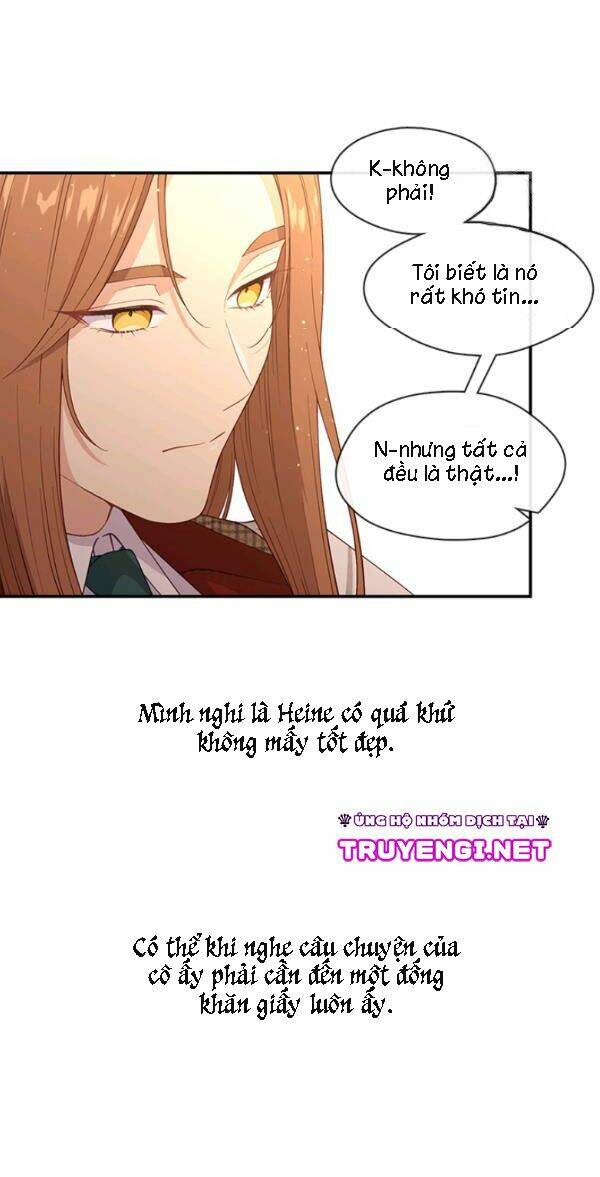 K-không
phải!
Tôi biết là nó
rất khó tin...
N-nhưng tất cả
đều là thật...!
Mình nghi là Heine có quá khứ
không mấy tốt đẹp.
ỦNG HỘ NHÓM DỊCH TẠI
TRUYENGI.NET
Có thể khi nghe câu chuyện của
cô ấy phải cần đến một đống
khăn giấy luôn ấy.